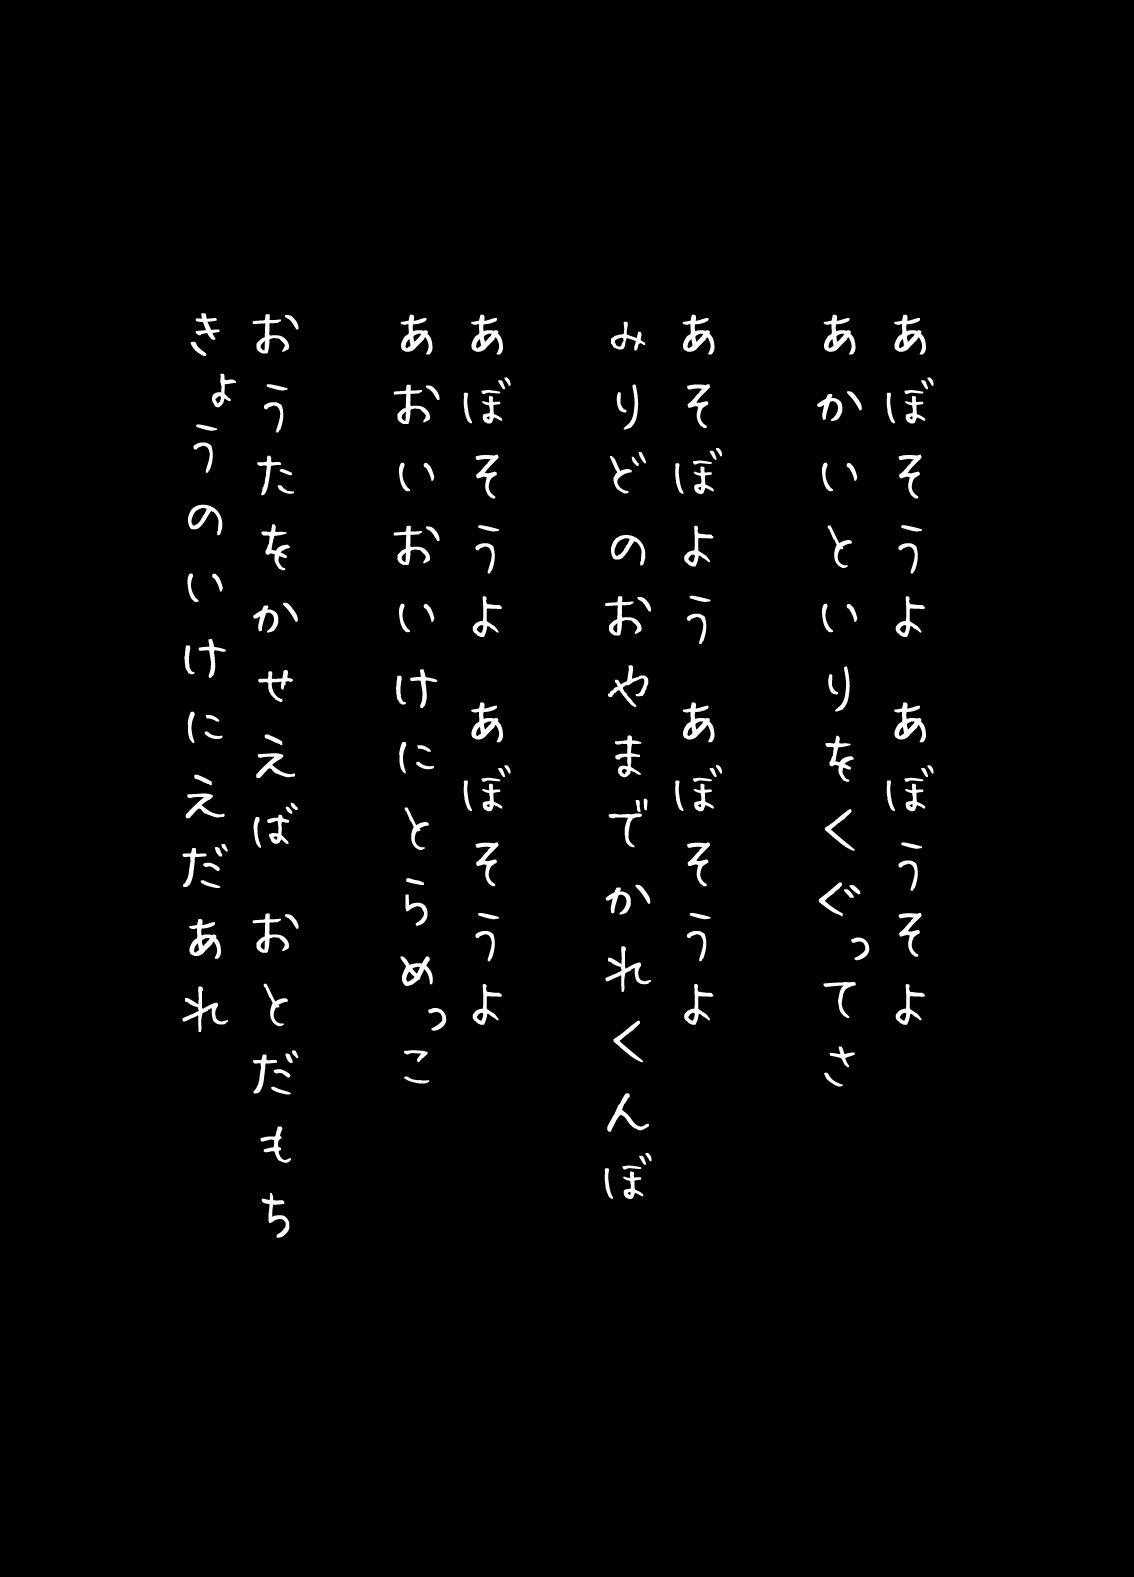 あぼそうよ　あぼうそよ
あかいといりをくぐってさ
あそぼよう　あぼそうよ
みりどのおやまでかれくんぼ
あぼそうよ　あぼそうよ
あおいおいけにとらめっこ
おうたをかせえば　おとだもち
きょうのいけにえだあれ